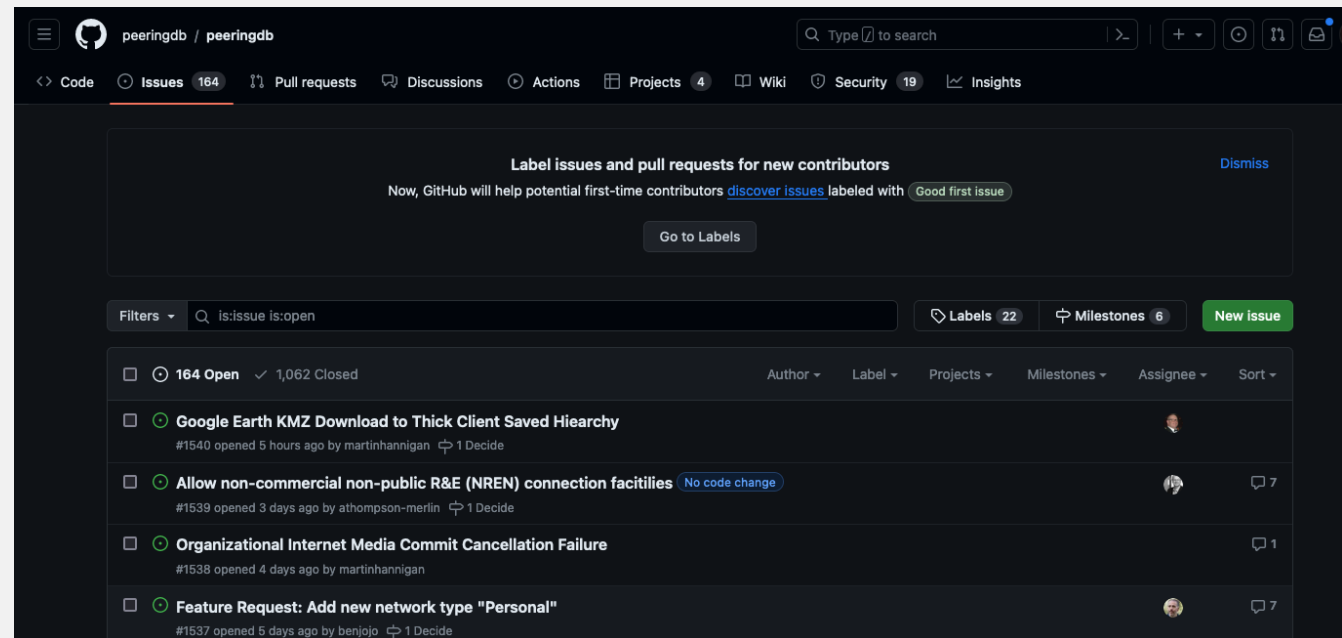 peeringdb / peeringdb
Type / to search
Code
Issues 164
Pull requests
Discussions
Actions
Projects 4
Wiki
Security 19
Insights
Label issues and pull requests for new contributors
Dismiss
Now, GitHub will help potential first-time contributors discover issues labeled with Good first issue
Go to Labels
Filters
is:issue is:open
Labels 22
Milestones 6
New issue
164 Open
1,062 Closed
Author
Label
Projects
Milestones
Assignee
Sort
Google Earth KMZ Download to Thick Client Saved Hiearchy
#1540 opened 5 hours ago by martinhannigan 1 Decide
Allow non-commercial non-public R&E (NREN) connection facitilies No code change
7
#1539 opened 3 days ago by athompson-merlin 1 Decide
Organizational Internet Media Commit Cancellation Failure
1
#1538 opened 4 days ago by martinhannigan
Feature Request: Add new network type "Personal"
7
#1537 opened 5 days ago by benjojo 1 Decide